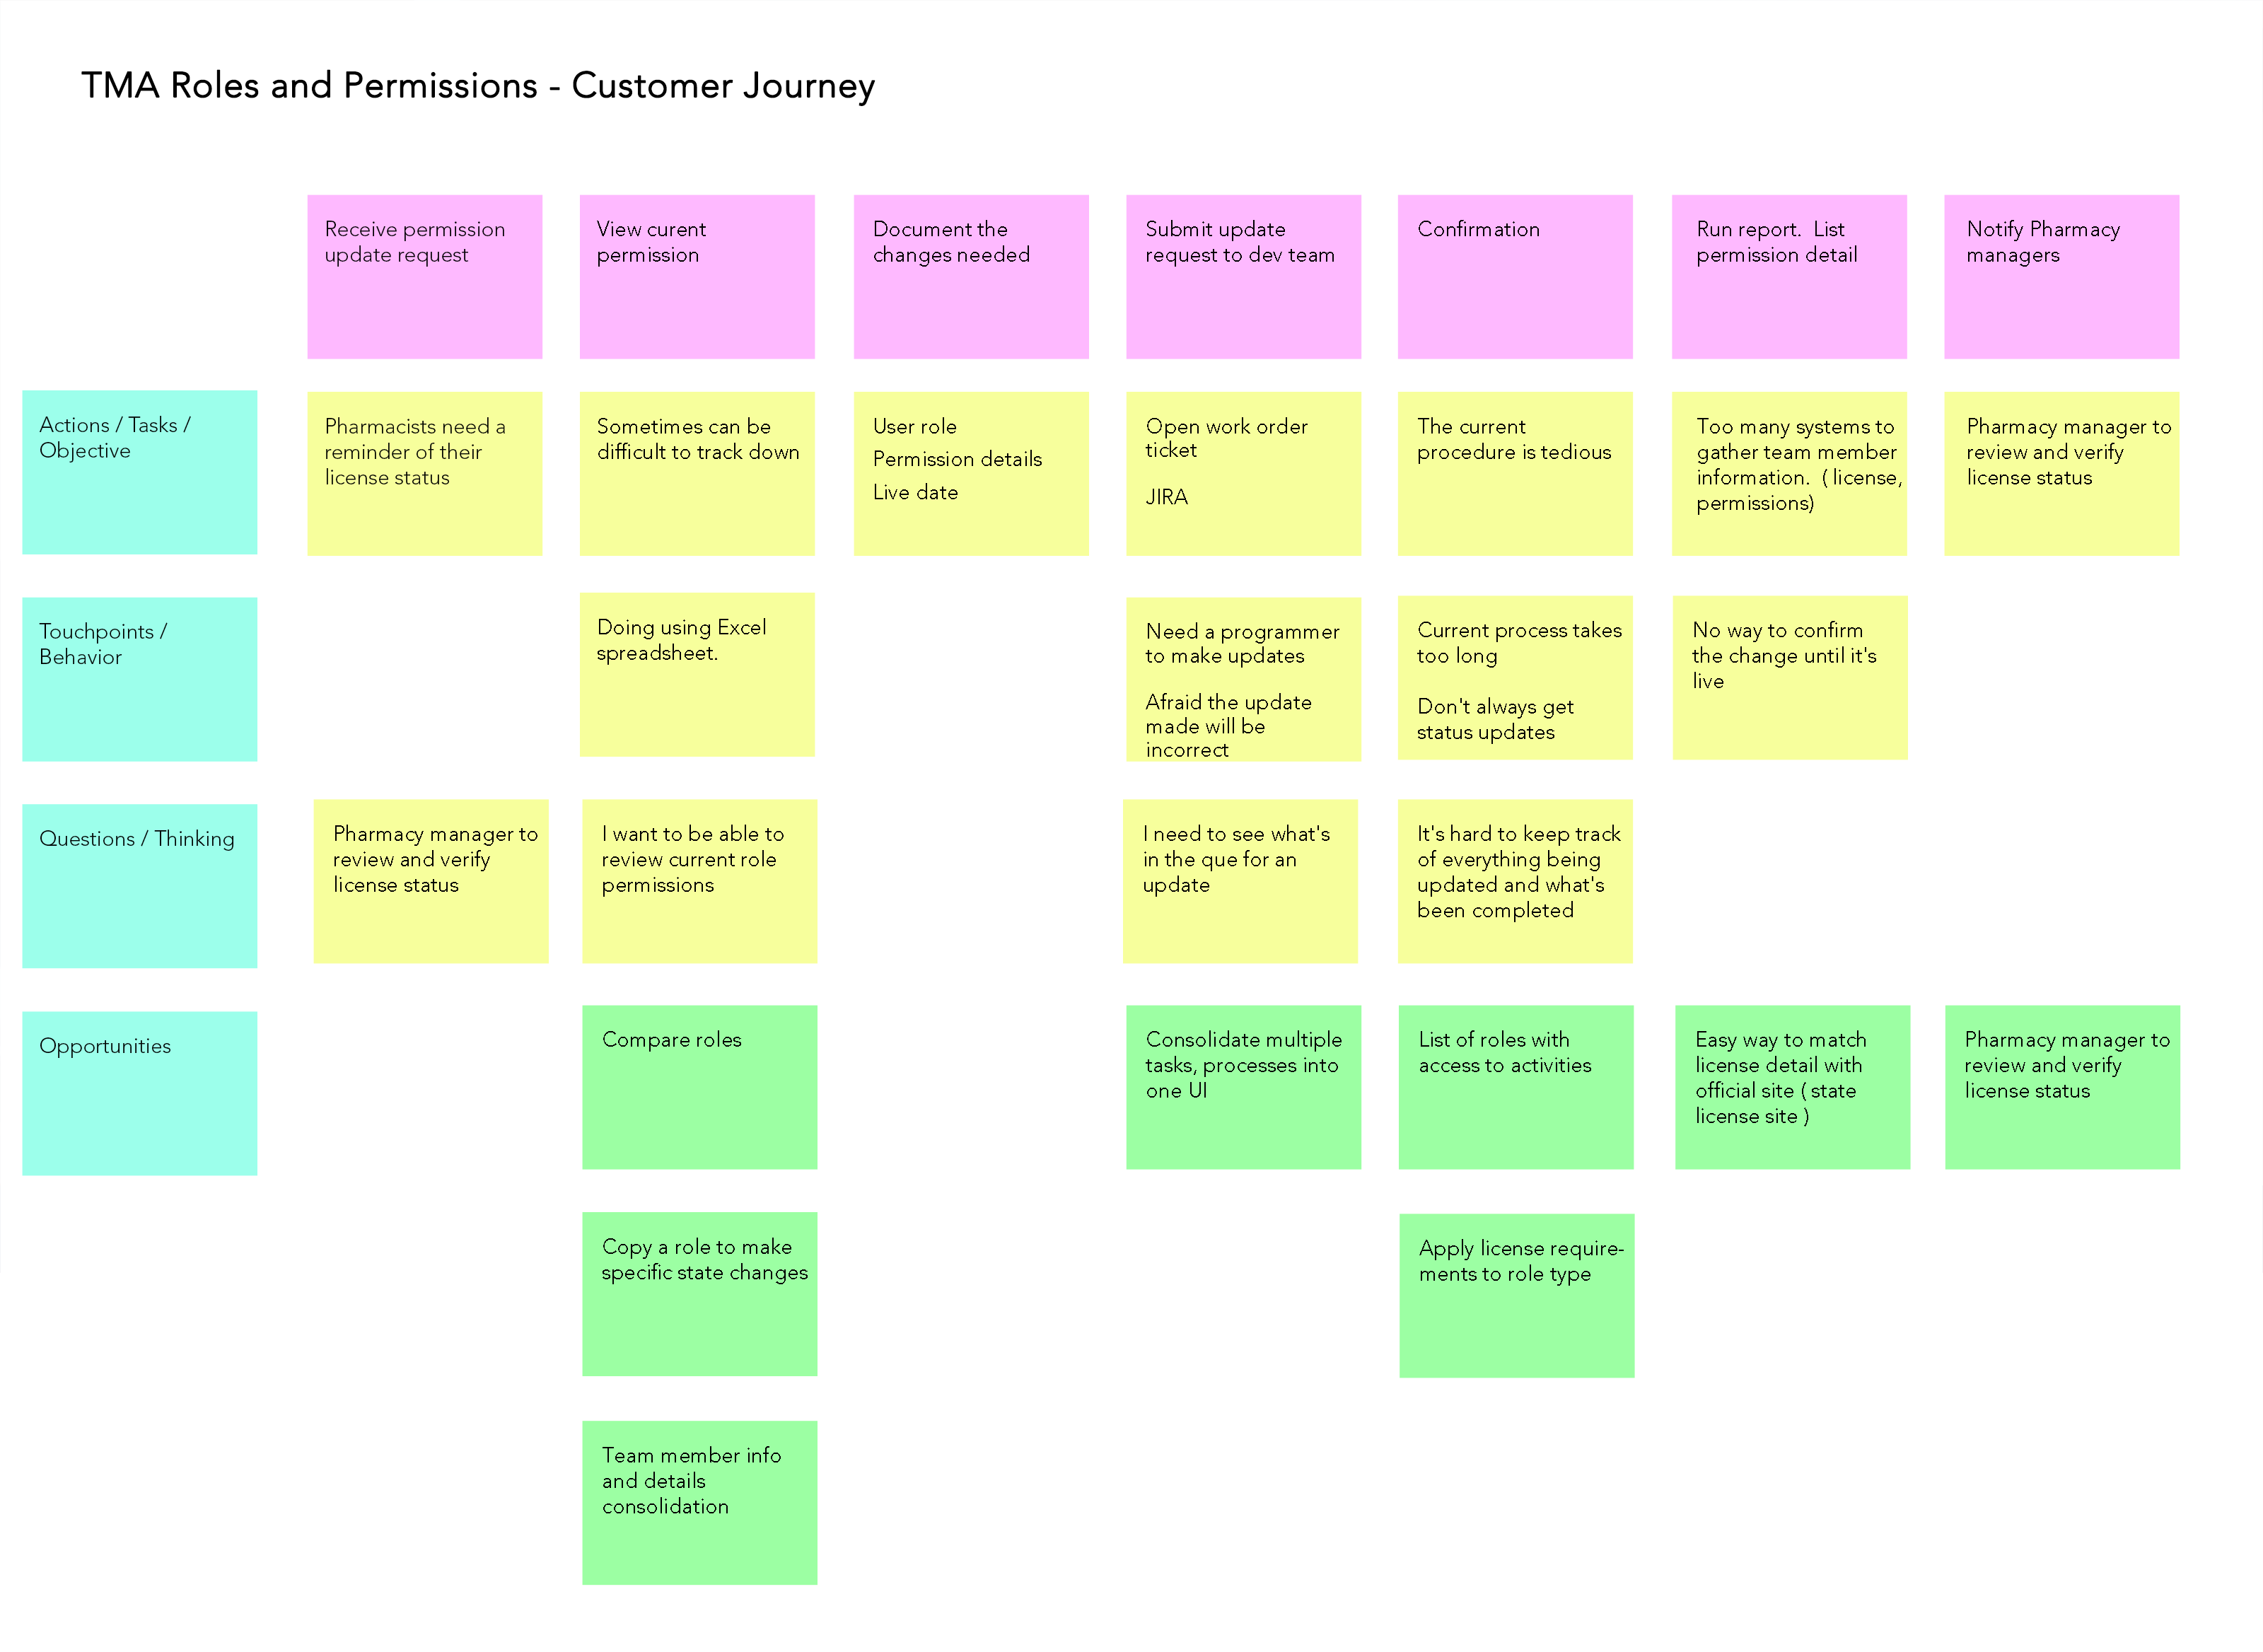 TMA Roles and Permissions - Customer Journey
Receive permission
update request
View curent
permission
Document the
changes needed
Submit update
request to dev team
Confirmation
Run report.  List
permission detail
Notify Pharmacy
managers
Actions / Tasks /
Objective
Pharmacists need a
reminder of their
license status
Sometimes can be
difficult to track down
User role
Permission details
Live date
Open work order
ticket
JIRA
The current
procedure is tedious
Too many systems to
gather team member
information.  ( license,
permissions)
Pharmacy manager to
review and verify
license status
Touchpoints /
Behavior
Doing using Excel
spreadsheet.
Need a programmer
to make updates
Afraid the update
made will be
incorrect
Current process takes
too long
Don't always get
status updates
No way to confirm
the change until it's
live
Questions / Thinking
Pharmacy manager to
review and verify
license status
I want to be able to
review current role
permissions
I need to see what's
in the que for an
update
It's hard to keep track
of everything being
updated and what's
been completed
Opportunities
Compare roles
Consolidate multiple
tasks, processes into
one UI
List of roles with
access to activities
Easy way to match
license detail with
official site ( state
license site )
Pharmacy manager to
review and verify
license status
Copy a role to make
specific state changes
Apply license require-
ments to role type
Team member info
and details
consolidation